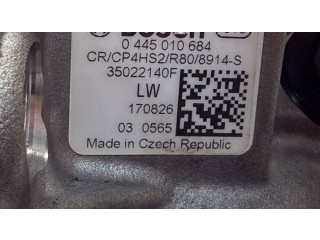 BOSCH
0 445 010 684
CR/CP4HS2/R80/8914-S
35022140F
LW
170826
03 0565
Made in Czech Republic